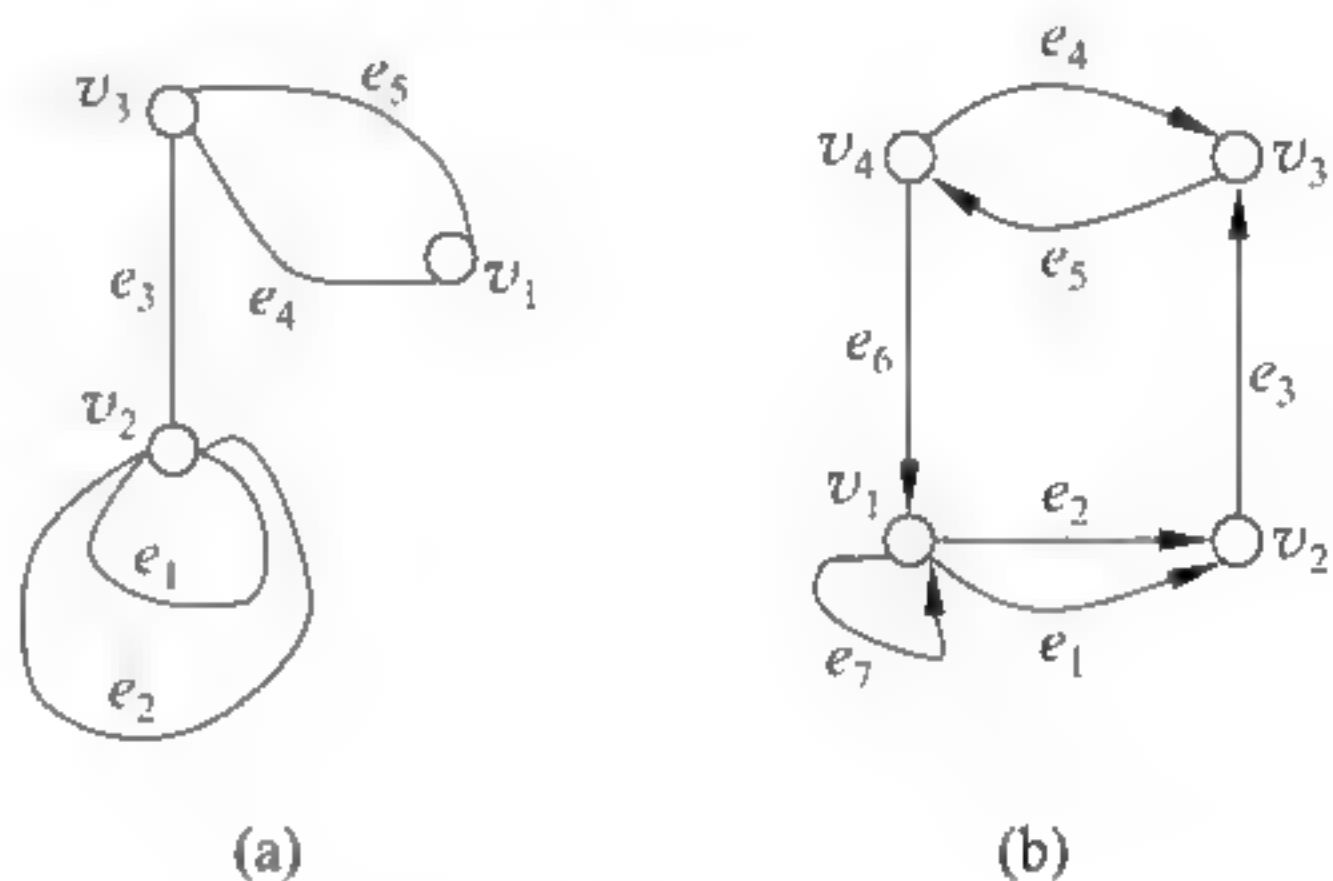 v₃
e₅
v₁
e₄
e₃
v₂
e₁
e₂
(a)
e₄
v₄
v₃
e₅
e₆
e₃
v₁
e₂
v₂
e₇
e₁
(b)